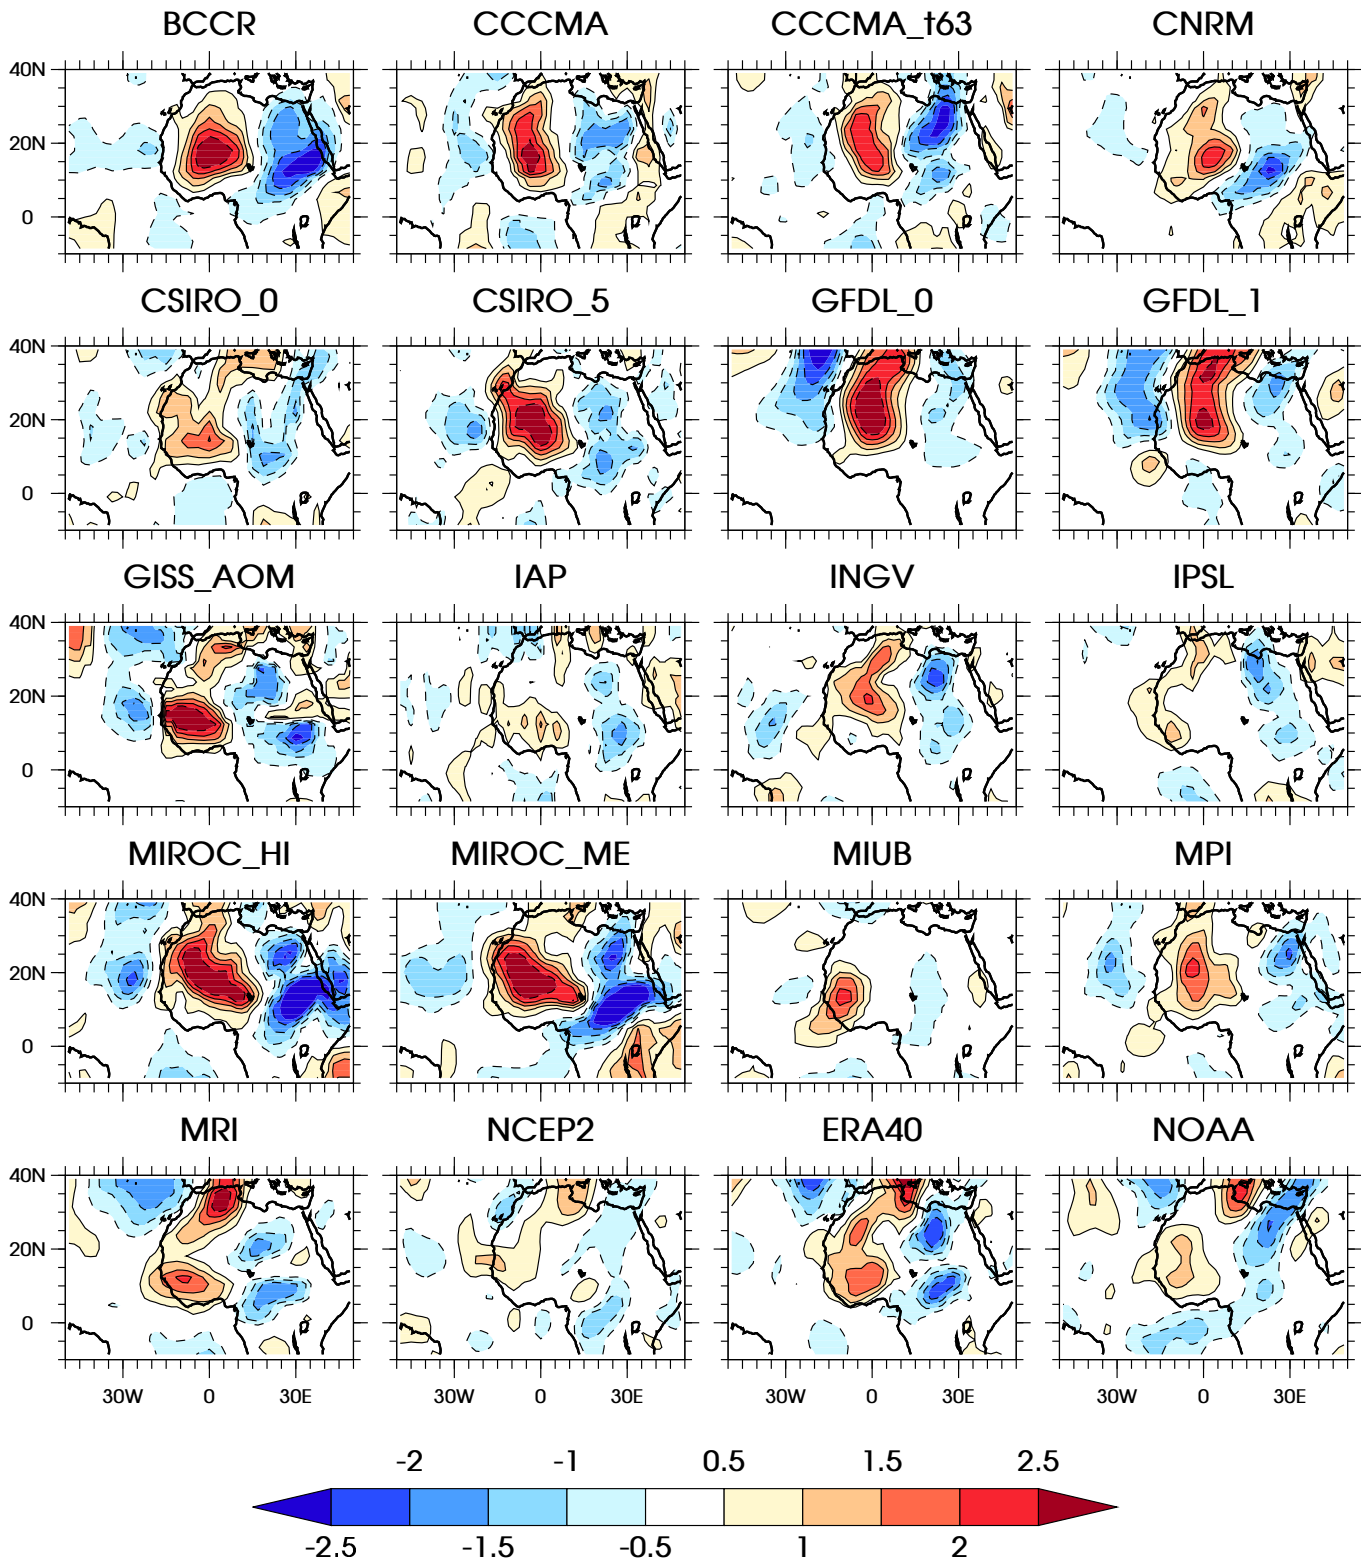 BCCR CCCMA CCCMA_t63 CNRM
40N
20N
0
CSIRO_0 CSIRO_5 GFDL_0 GFDL_1
40N
20N
0
GISS_AOM IAP INGV IPSL
40N
20N
0
MIROC_HI MIROC_ME MIUB MPI
40N
20N
0
MRI NCEP2 ERA40 NOAA
40N
20N
0
30W 0 30E 30W 0 30E 30W 0 30E 30W 0 30E
-2 -1 0.5 1.5 2.5
-2.5 -1.5 -0.5 1 2